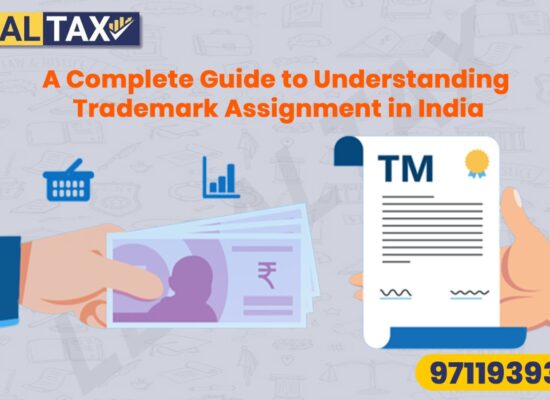 ALTAX
A Complete Guide to Understanding
Trademark Assignment in India
TM
₹
97119393